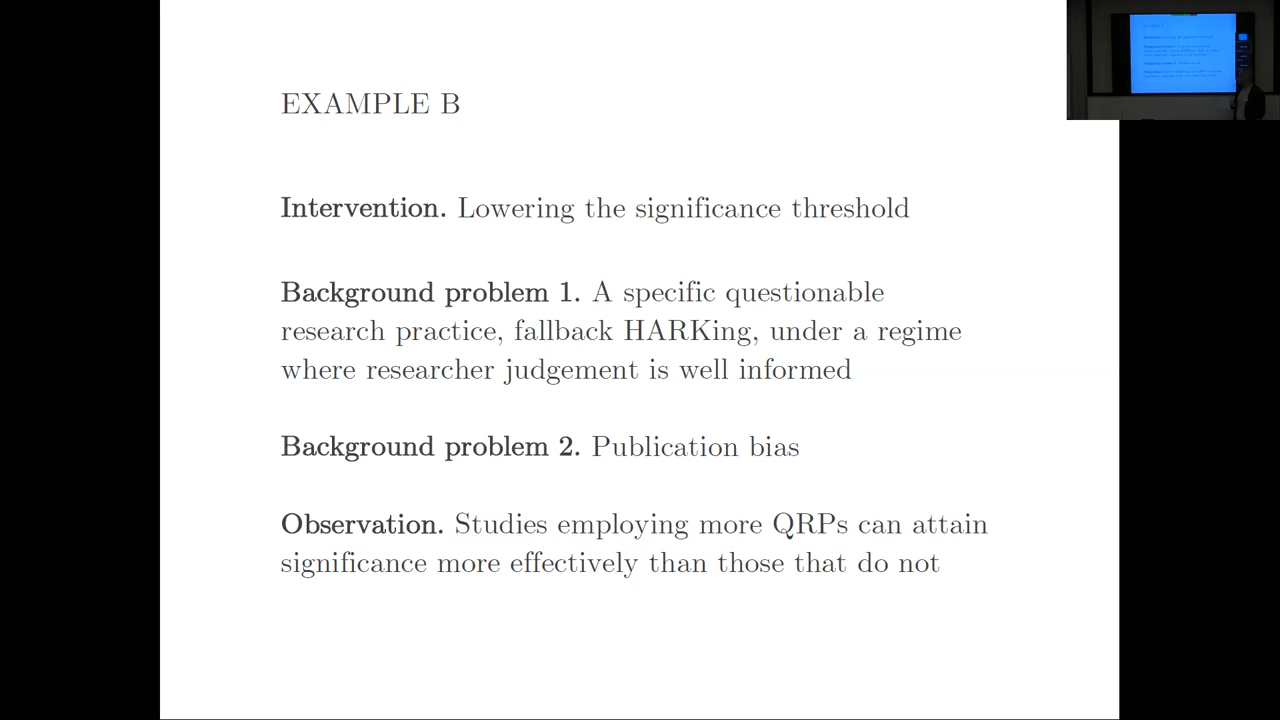 EXAMPLE B
Intervention. Lowering the significance threshold
Background problem 1. A specific questionable
research practice, fallback HARKing, under a regime
where researcher judgement is well informed
Background problem 2. Publication bias
Observation. Studies employing more QRPs can attain
significance more effectively than those that do not